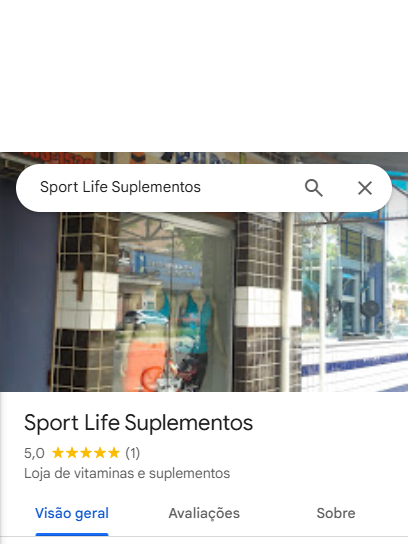 Sport Life Suplementos
Sport Life Suplementos
5,0 ★★★★★ (1)
Loja de vitaminas e suplementos
Visão geral
Avaliações
Sobre